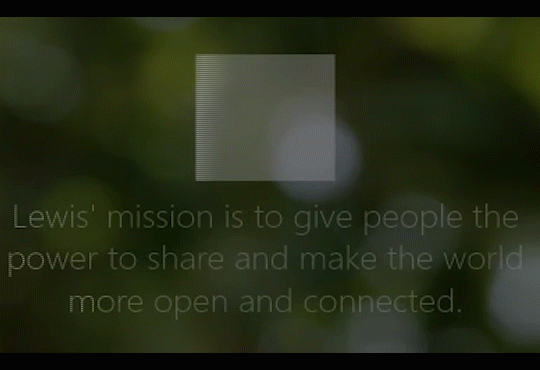 Lewis' mission is to give people the
power to share and make the world
more open and connected.